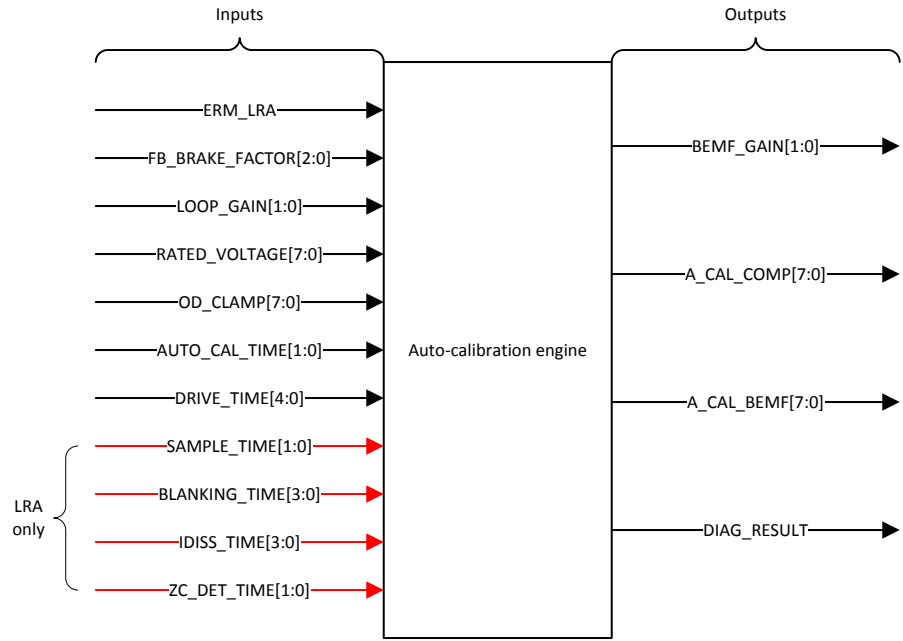 Inputs
Outputs
ERM_LRA
FB_BRAKE_FACTOR[2:0]
LOOP_GAIN[1:0]
RATED_VOLTAGE[7:0]
OD_CLAMP[7:0]
AUTO_CAL_TIME[1:0]
DRIVE_TIME[4:0]
SAMPLE_TIME[1:0]
BLANKING_TIME[3:0]
IDISS_TIME[3:0]
ZC_DET_TIME[1:0]
LRA
only
Auto-calibration engine
BEMF_GAIN[1:0]
A_CAL_COMP[7:0]
A_CAL_BEMF[7:0]
DIAG_RESULT